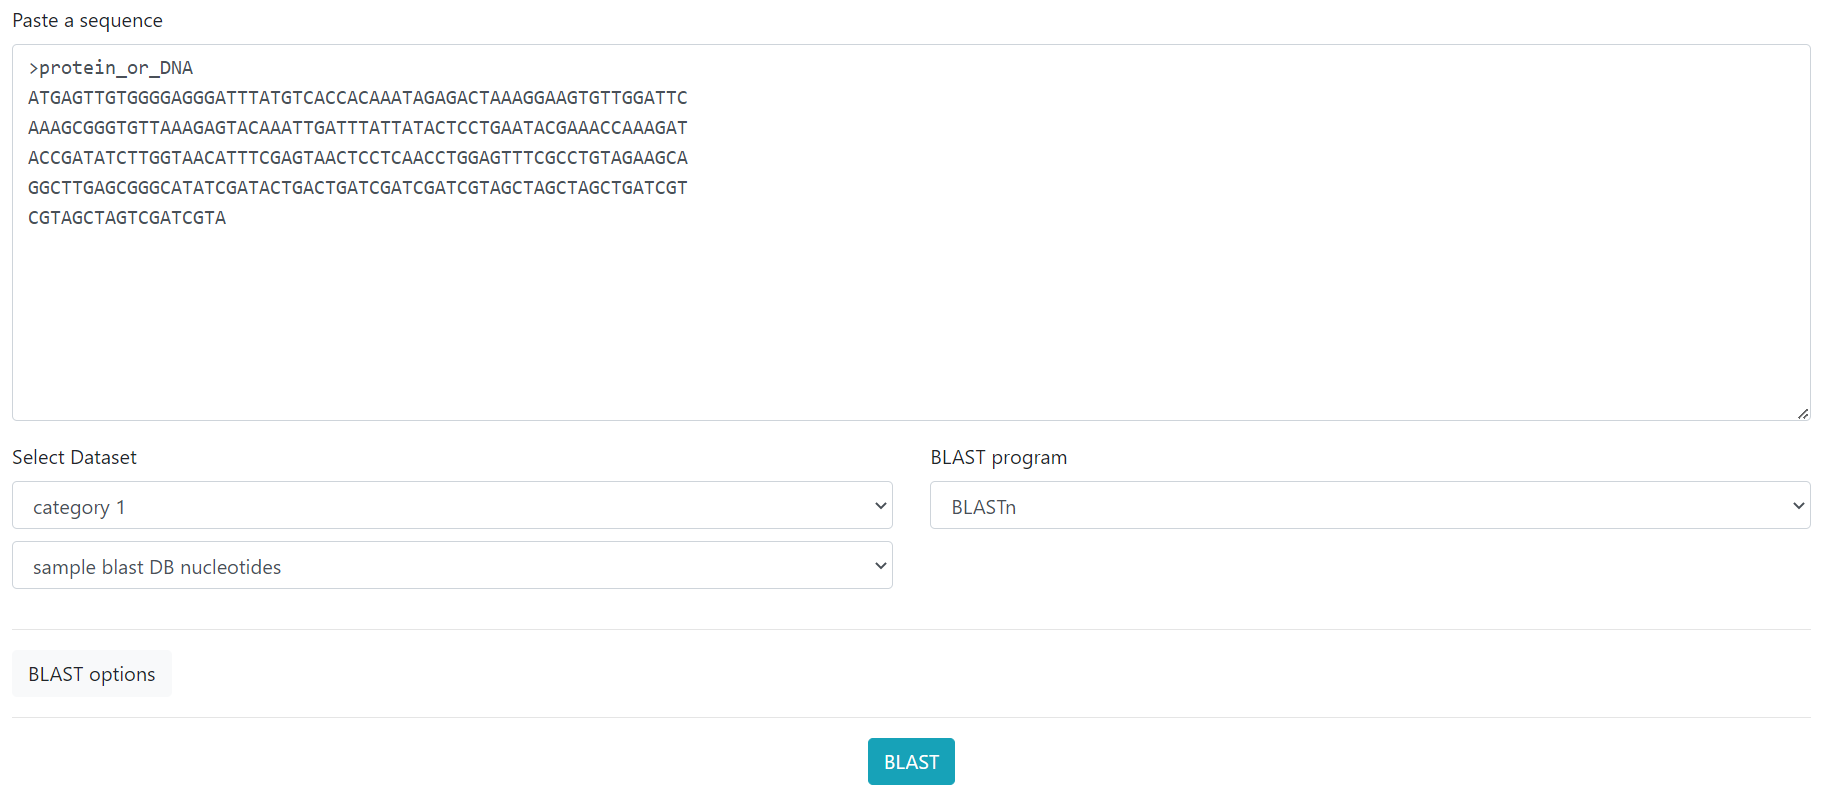 Paste a sequence
>protein_or_DNA
ATGAGTTGTGGGGAGGGATTTATGTCACCACAAATAGAGACTAAAGGAAGTGTTGGATTC
AAAGCGGGTGTTAAAGAGTACAAATTGATTTATTATACTCCTGAATACGAAACCAAAGAT
ACCGATATCTTGGTAACATTTCGAGTAACTCCTCAACCTGGAGTTTCGCCTGTAGAAGCA
GGCTTGAGCGGGCATATCGATACTGACTGATCGATCGATCGTAGCTAGCTAGCTGATCGT
CGTAGCTAGTCGATCGTA
Select Dataset
BLAST program
category 1
BLASTn
sample blast DB nucleotides
BLAST options
BLAST